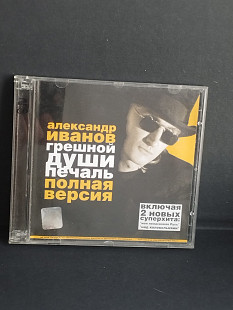 александр
иванов
грешной
души
печаль
полная
версия
включая
2 новых
суперхита: